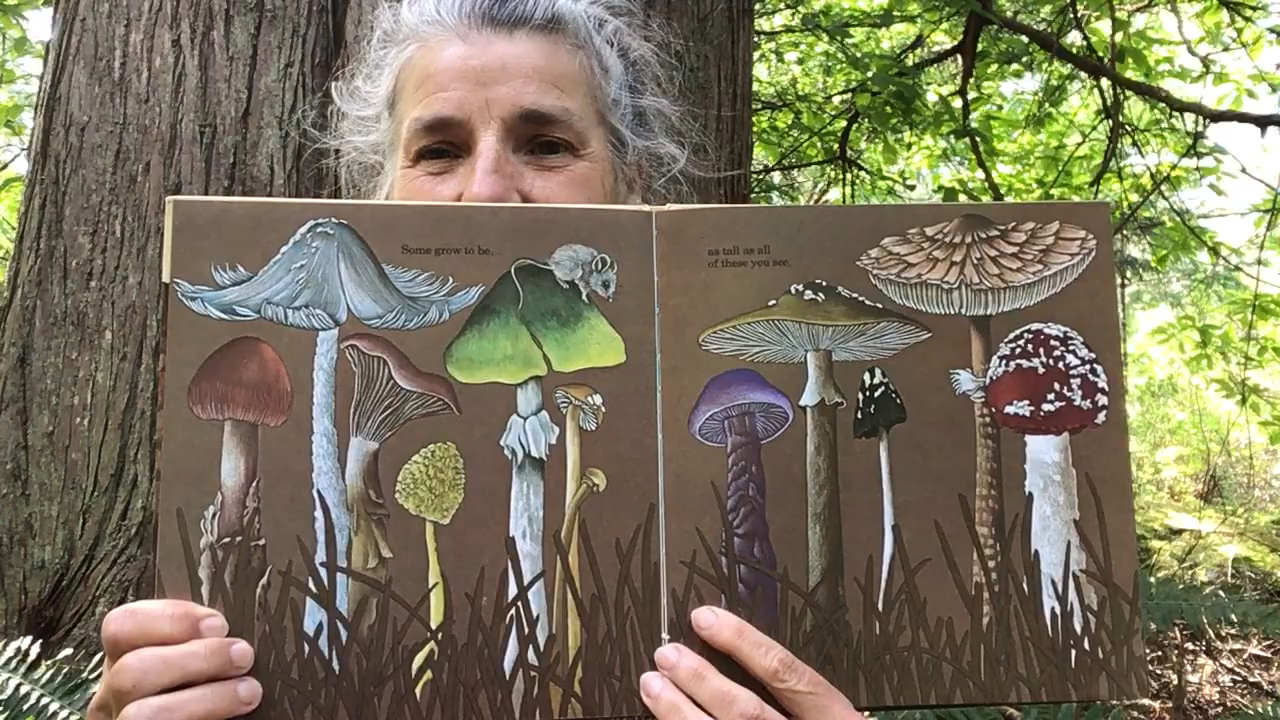 Some grow to be...
as tall as all
of these you see,